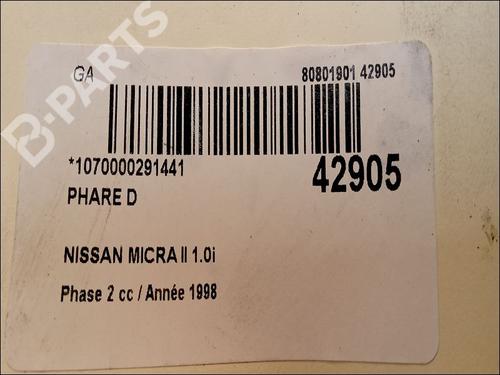 GA
80801901 42905
B-PARTS
*1070000291441
42905
PHARE D
NISSAN MICRA II 1.0i
Phase 2 cc / Année 1998